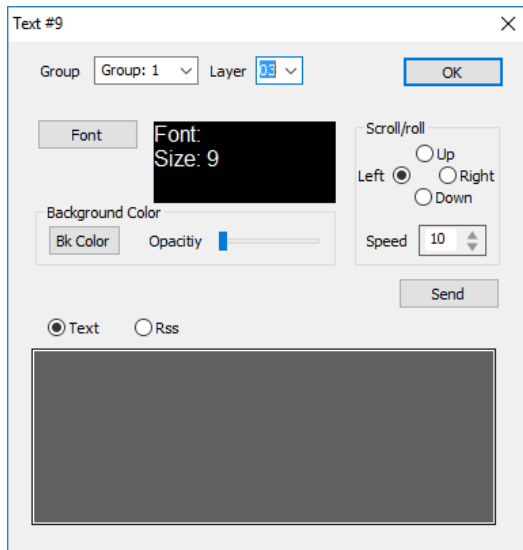 Text #9
Group Group: 1 Layer 03 OK
Font
Font:
Size: 9
Scroll/roll
Up
Left Right
Down
Background Color
Bk Color Opacitiy
Speed 10
Send
Text Rss